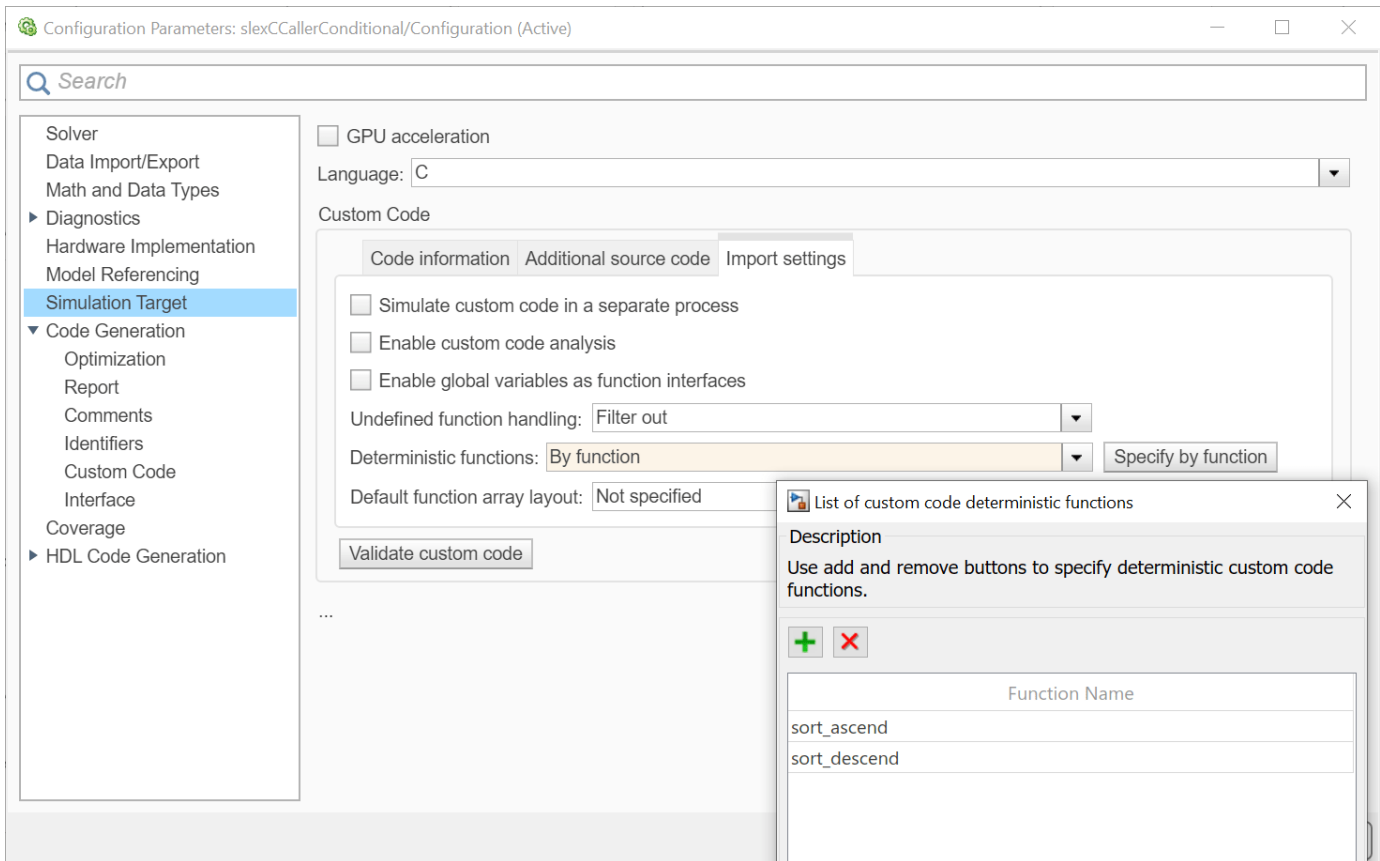 Configuration Parameters: slexCCallerConditional/Configuration (Active)
Search
Solver
Data Import/Export
Math and Data Types
Diagnostics
Hardware Implementation
Model Referencing
Simulation Target
Code Generation
Optimization
Report
Comments
Identifiers
Custom Code
Interface
Coverage
HDL Code Generation
GPU acceleration
Language: C
Custom Code
Code information Additional source code Import settings
Simulate custom code in a separate process
Enable custom code analysis
Enable global variables as function interfaces
Undefined function handling: Filter out
Deterministic functions: By function Specify by function
Default function array layout: Not specified
Validate custom code
...
List of custom code deterministic functions
Description
Use add and remove buttons to specify deterministic custom code
functions.
Function Name
sort_ascend
sort_descend